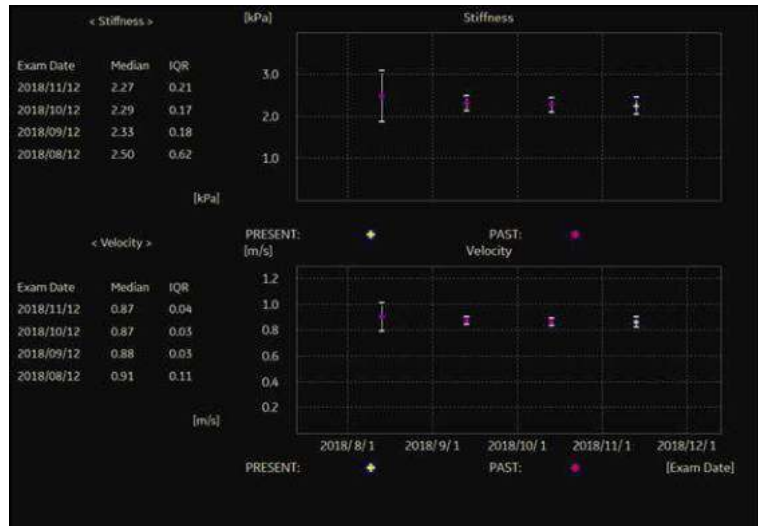 < Stiffness >
Exam Date Median IQR
2018/11/12 2.27 0.21
2018/10/12 2.29 0.17
2018/09/12 2.33 0.18
2018/08/12 2.50 0.62
[kPa]
[kPa] Stiffness
3.0
2.0
1.0
PRESENT: PAST:
< Velocity >
Exam Date Median IQR
2018/11/12 0.87 0.04
2018/10/12 0.87 0.03
2018/09/12 0.88 0.03
2018/08/12 0.91 0.11
[m/s]
[m/s] Velocity
1.2
1.0
0.8
0.6
0.4
0.2
2018/ 8/ 1 2018/ 9/ 1 2018/10/ 1 2018/11/ 1 2018/12/ 1
PRESENT: PAST: [Exam Date]